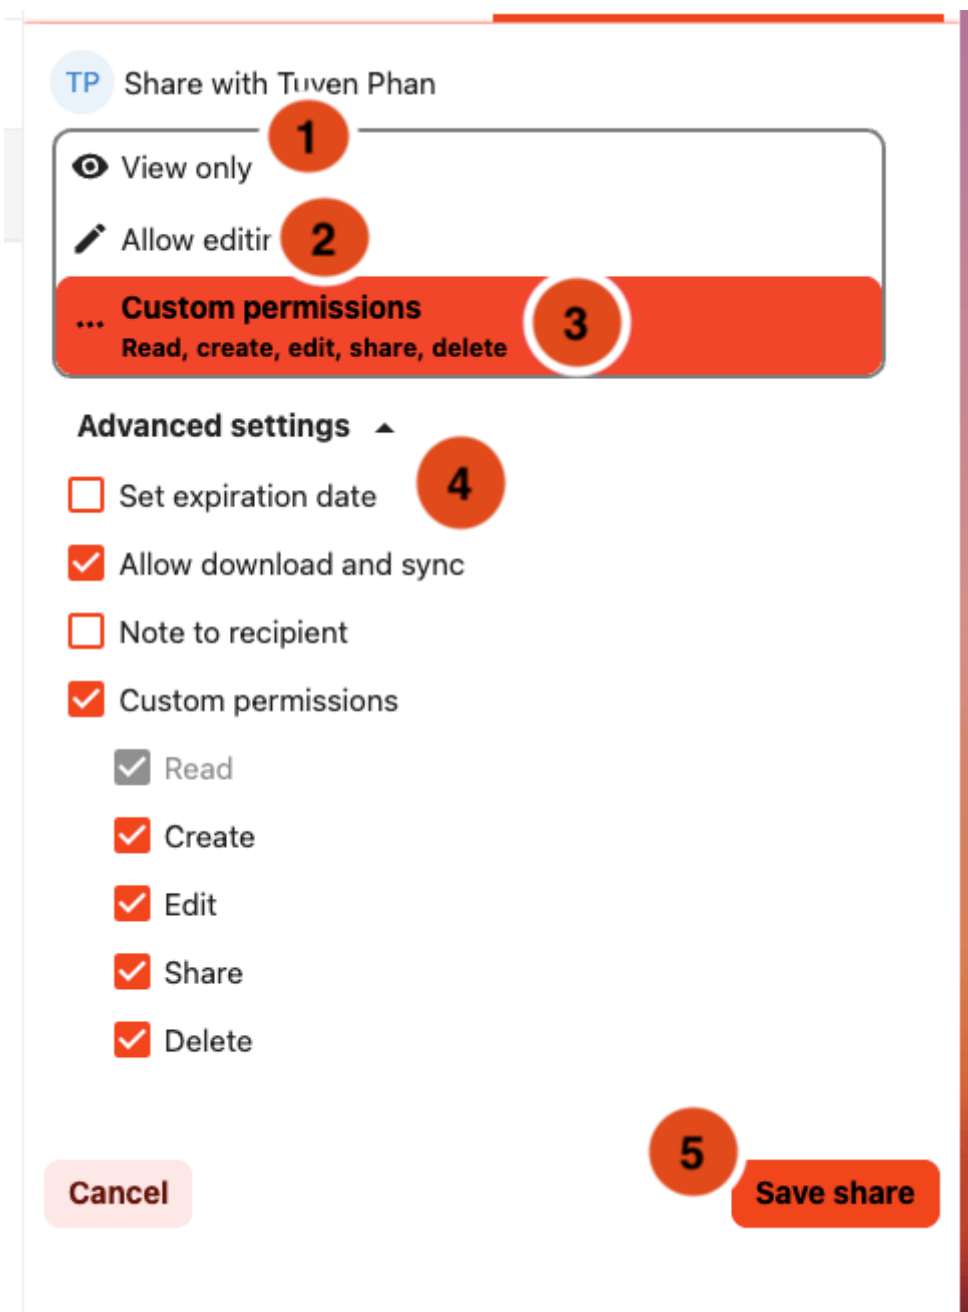 TP Share with Tuyen Phan
1
View only
Allow editin
2
Custom permissions
3
Read, create, edit, share, delete
Advanced settings
4
Set expiration date
Allow download and sync
Note to recipient
Custom permissions
Read
Create
Edit
Share
Delete
5
Cancel
Save share